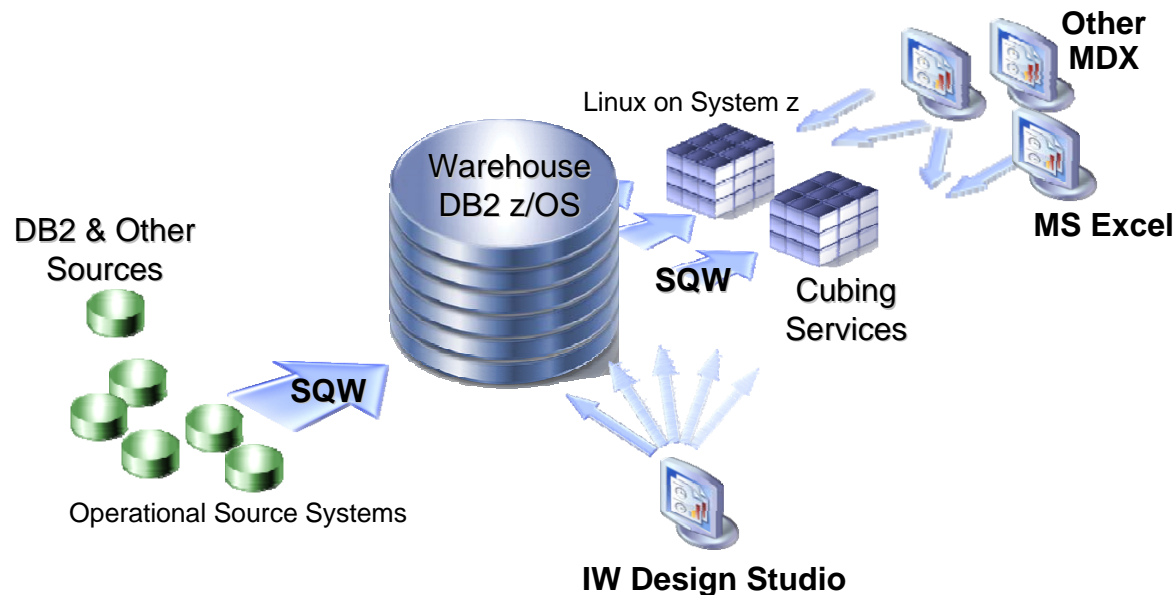 Other
MDX
Linux on System z
Warehouse
DB2 z/OS
DB2 & Other
Sources
MS Excel
SQW
Cubing
Services
SQW
Operational Source Systems
IW Design Studio